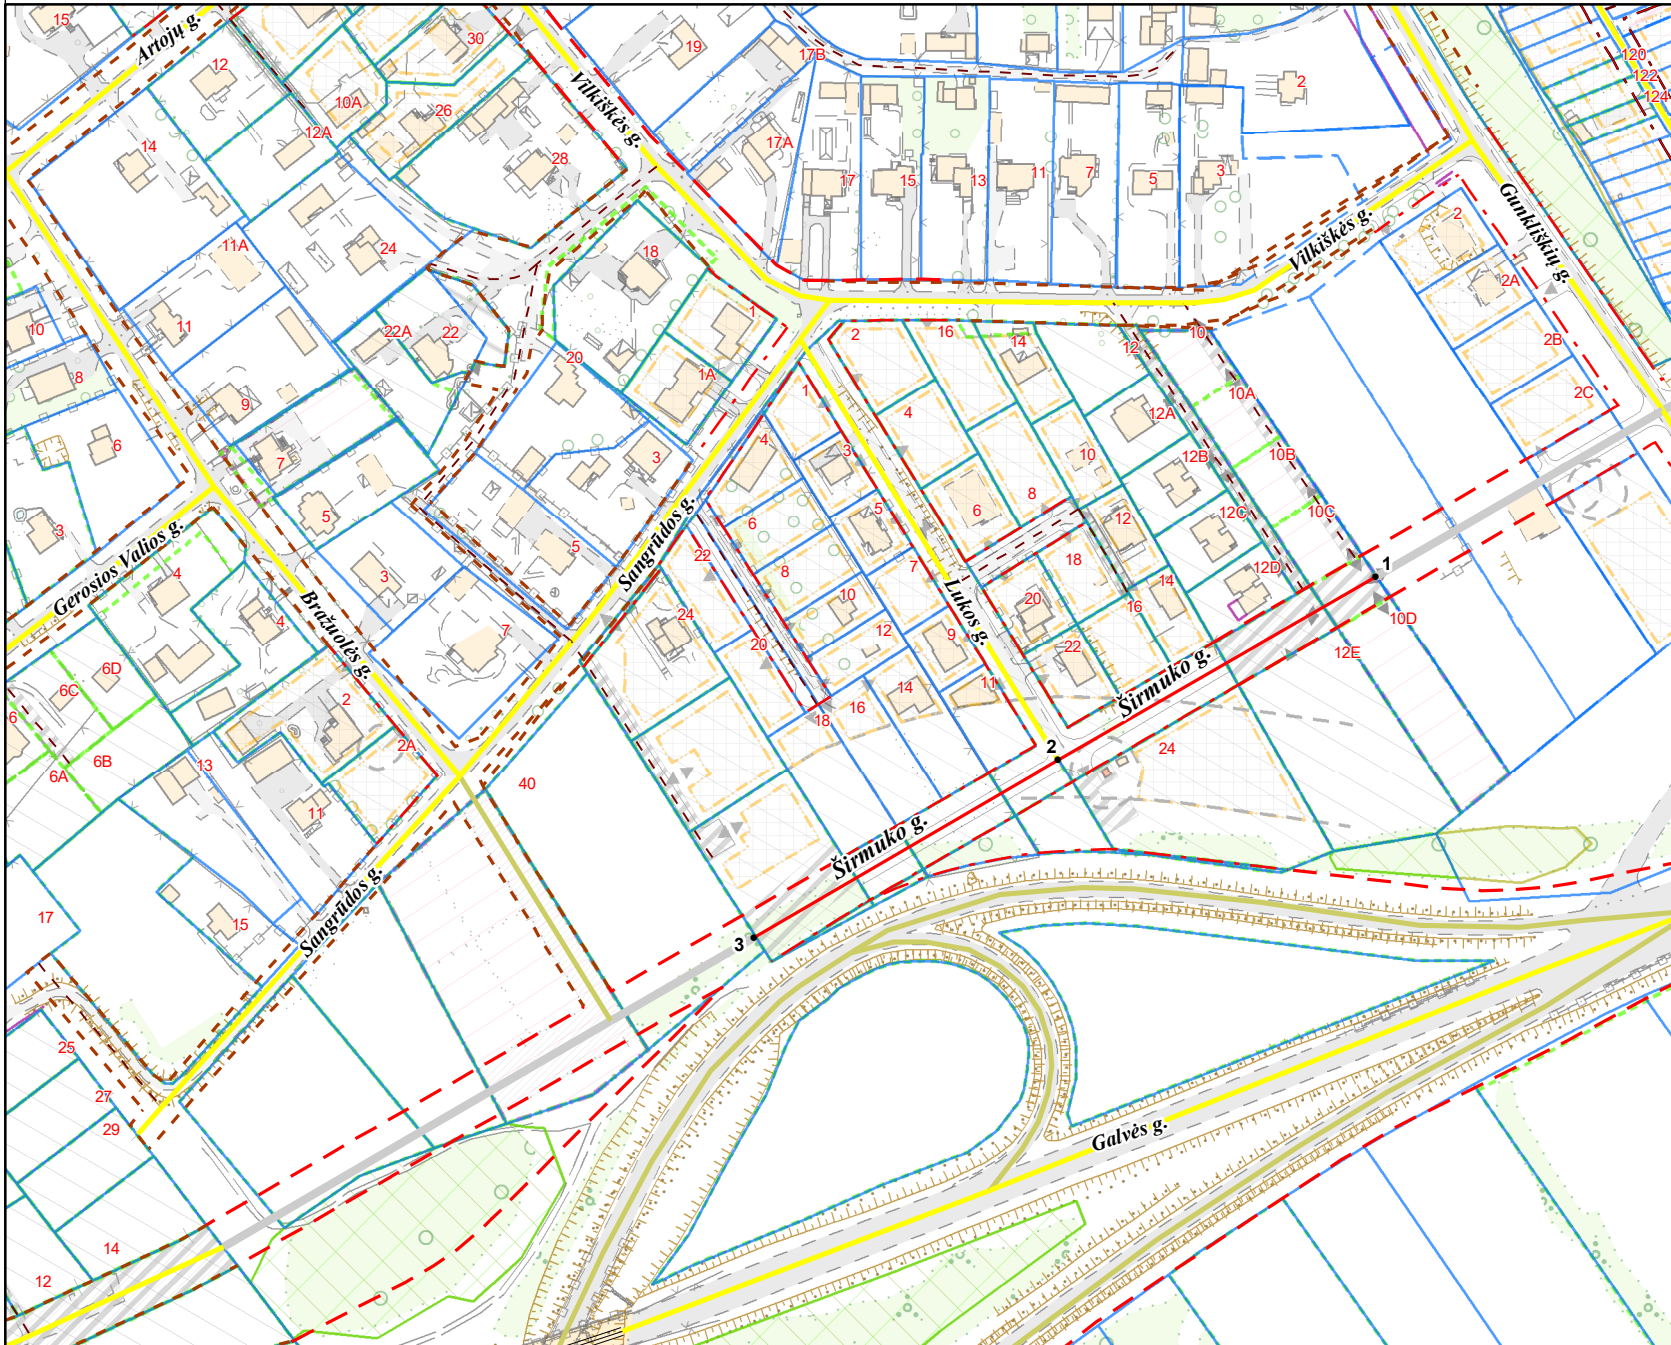 15
Artojų g.
12
10A
12A
14
30
26
28
Vilkiškės g.
19
17B
17A
17
15
13
11
7
5
3
2
120
122
124
11A
24
18
11
22A
22
20
1
1A
10
8
9
6
7
5
3
3
Vilkiškės g.
Gunkliškių g.
2
2A
2B
2C
2
16
14
12
10
10A
12A
4
1
3
4
10
12B
10B
8
6
12C
10C
5
6
12
18
7
8
10
22
24
20
12
9
11
14
16
18
Lukos g.
20
22
14
16
12D
12E
10D
1
Gerosios Valios g.
Sangrūdos g.
3
5
7
4
4
Bražuolės g.
6D
6C
6
6A
6B
2
2A
13
11
40
Širmuko g.
24
2
Širmuko g.
3
17
15
Sangrūdos g.
25
27
29
14
12
Galvės g.